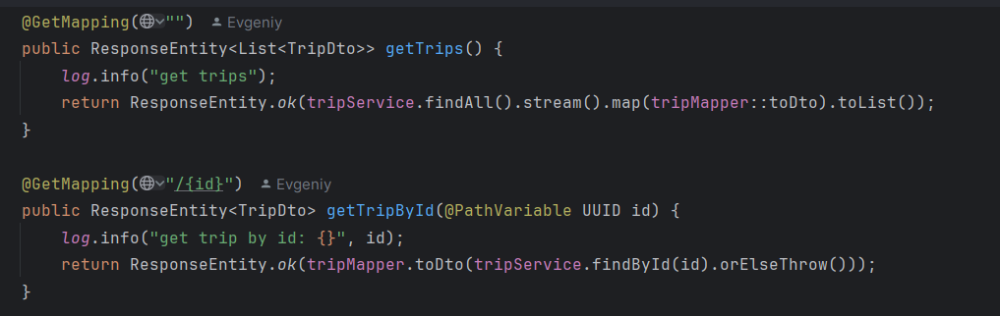 @GetMapping("") Evgeniy
public ResponseEntity<List<TripDto>> getTrips() {
    log.info("get trips");
    return ResponseEntity.ok(tripService.findAll().stream().map(tripMapper::toDto).toList());
}
@GetMapping("/{id}") Evgeniy
public ResponseEntity<TripDto> getTripById(@PathVariable UUID id) {
    log.info("get trip by id: {}", id);
    return ResponseEntity.ok(tripMapper.toDto(tripService.findById(id).orElseThrow()));
}